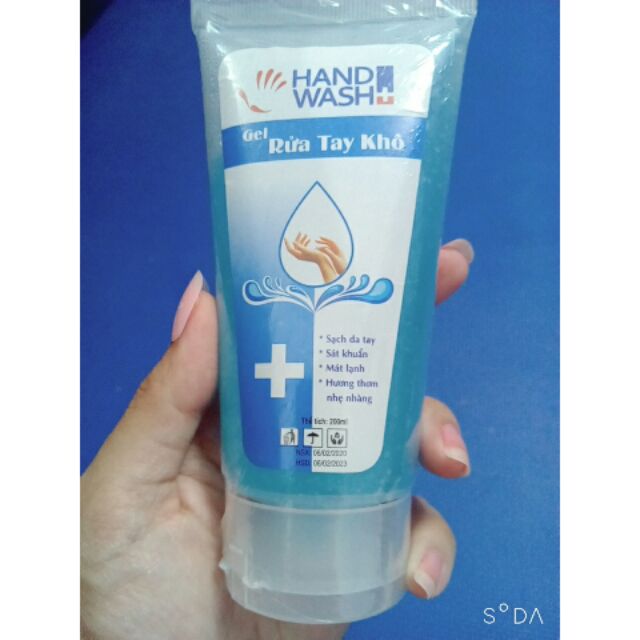 HAND
WASH
Gel Rửa Tay Khô
* Sạch da tay
* Sát khuẩn
* Mát lạnh
* Hương thơm
nhẹ nhàng
Thể tích: 200ml
NSX: 06/02/2020
HSD: 06/02/2023
SODA